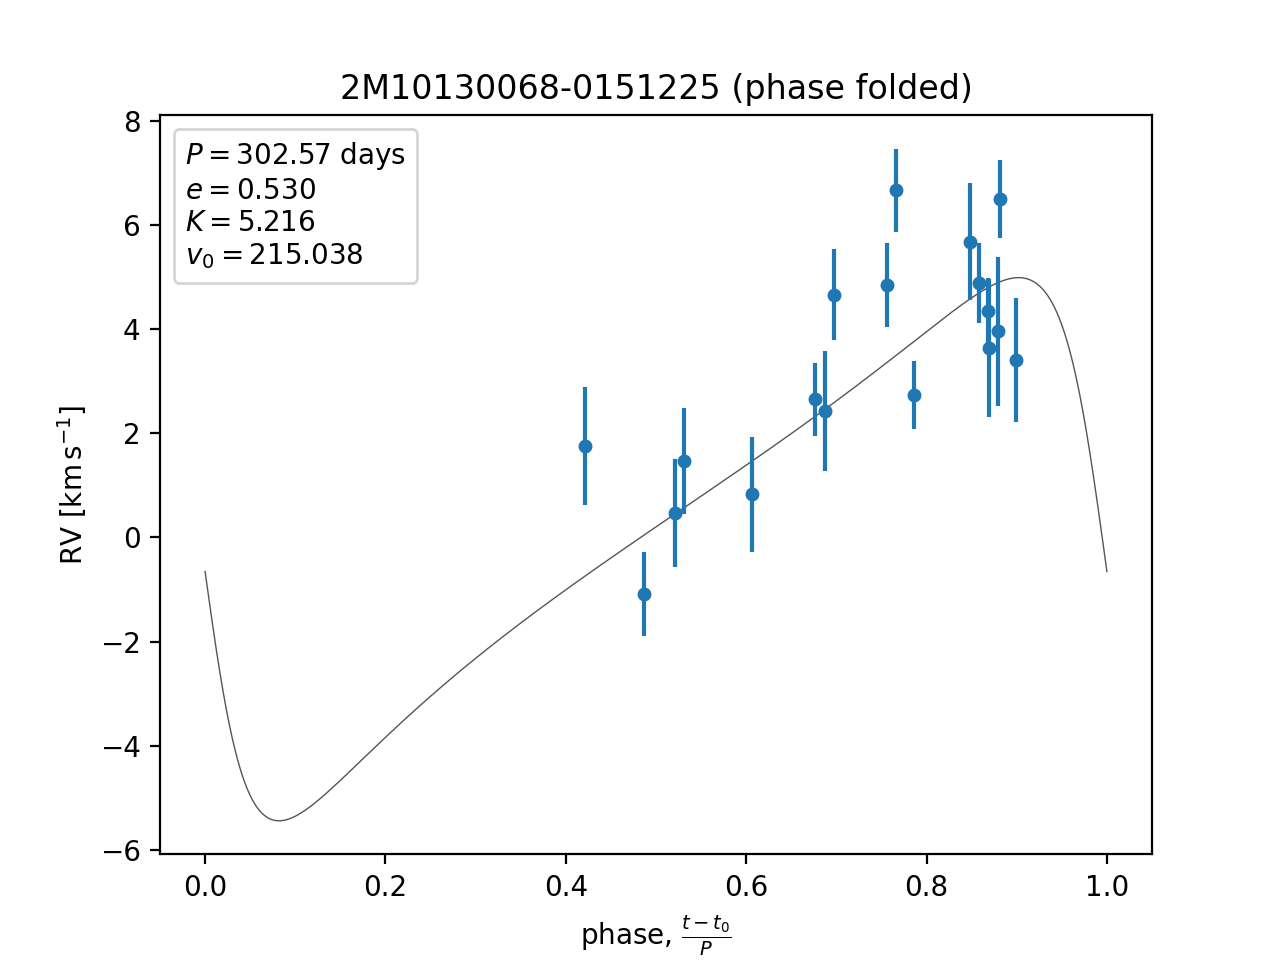 2M10130068-0151225 (phase folded)
P = 302.57 days
e = 0.530
K = 5.216
v₀ = 215.038
8
6
4
2
0
−2
−4
−6
RV [km s⁻¹]
0.0 0.2 0.4 0.6 0.8 1.0
phase, (t − t₀)/P